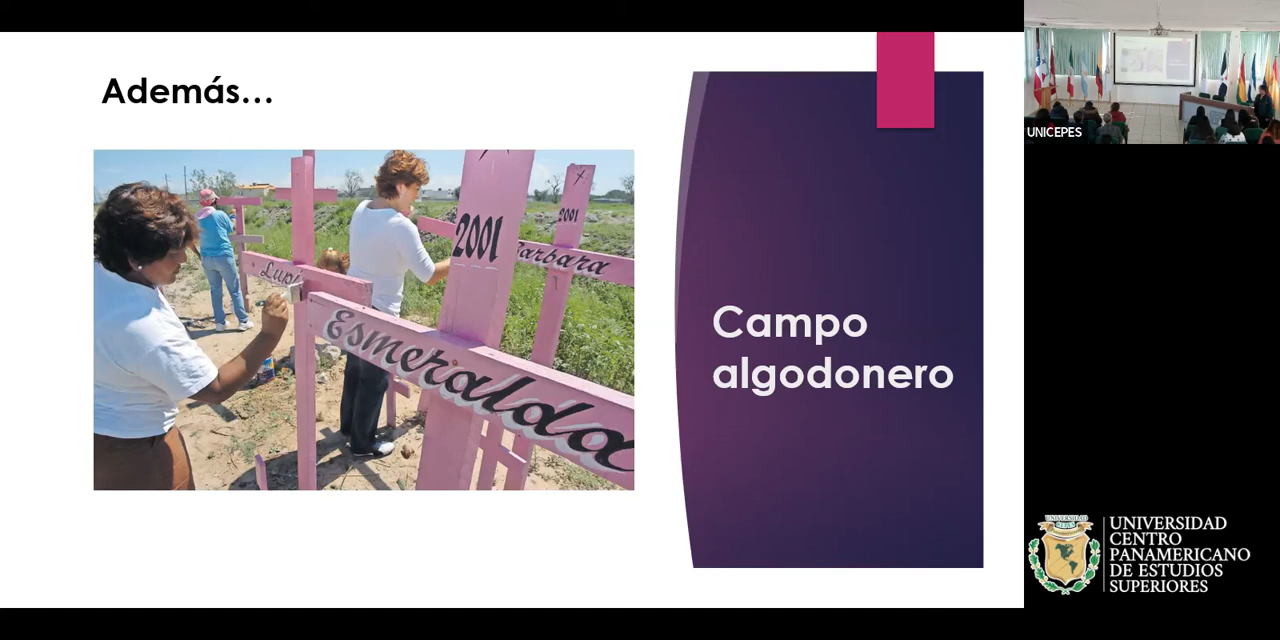 Además...
2001
2001
Barbara
Lupi
Esmeralda
Campo
algodonero
UNICEPES
UNIVERSIDAD
CENTRO
PANAMERICANO
DE ESTUDIOS
SUPERIORES